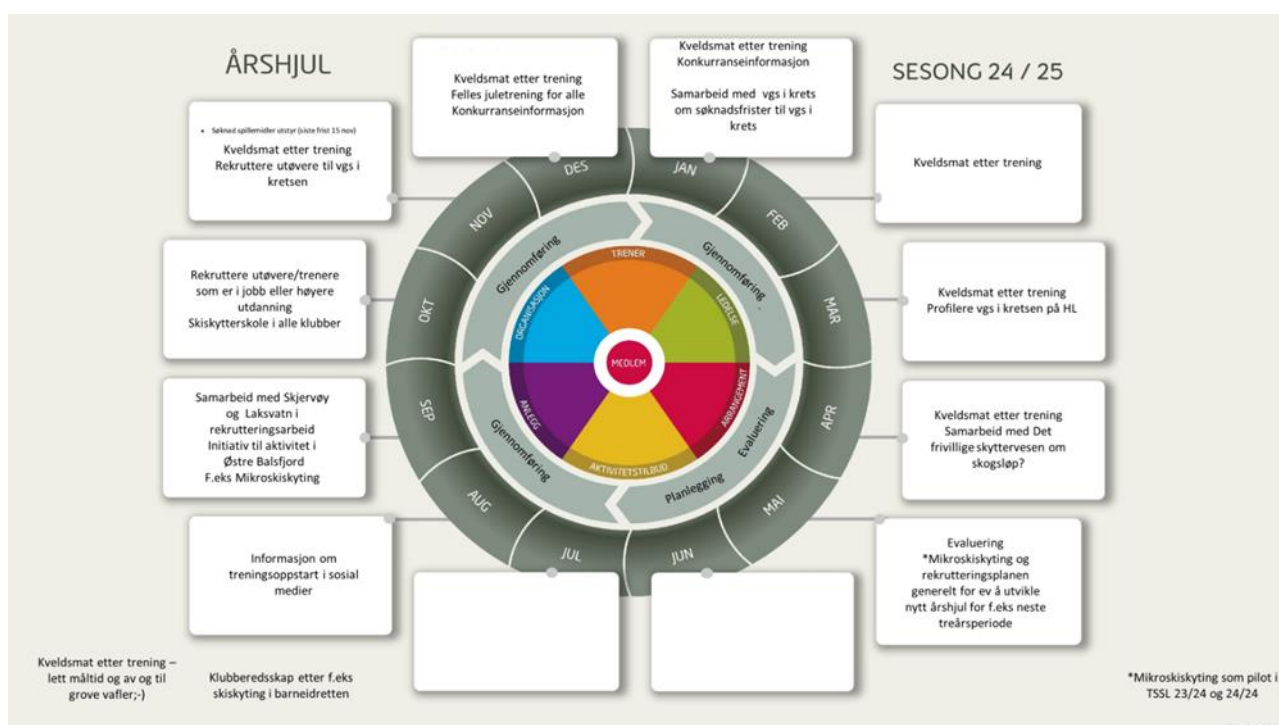 ÅRSHJUL
SESONG 24 / 25
Kveldsmat etter trening
Felles juletrening for alle
Konkurranseinformasjon
Kveldsmat etter trening
Konkurranseinformasjon
Samarbeid med vgs i krets
om søknadsfrister til vgs i
krets
• Søknad spillemidler utstyr (siste frist 15 nov)
Kveldsmat etter trening
Rekruttere utøvere til vgs i
kretsen
Kveldsmat etter trening
Rekruttere utøvere/trenere
som er i jobb eller høyere
utdanning
Skiskytterskole i alle klubber
Kveldsmat etter trening
Profilere vgs i kretsen på HL
Samarbeid med Skjervøy
og Laksvatn i
rekrutteringsarbeid
Initiativ til aktivitet i
Østre Balsfjord
F.eks Mikroskiskyting
Kveldsmat etter trening
Samarbeid med Det
frivillige skyttervesen om
skogsløp?
Informasjon om
treningsoppstart i sosial
medier
Evaluering
*Mikroskiskyting og
rekrutteringsplanen
generelt for ev å utvikle
nytt årshjul for f.eks neste
treårsperiode
DES
JAN
FEB
MAR
APR
MAI
JUN
JUL
AUG
SEP
OKT
NOV
Gjennomføring
Gjennomføring
Evaluering
Planlegging
Gjennomføring
TRENER
LEDELSE
ARRANGEMENT
AKTIVITETSTILBUD
ANLEGG
ORGANISASJON
MEDLEM
Kveldsmat etter trening –
lett måltid og av og til
grove vafler;-)
Klubberedsskap etter f.eks
skiskyting i barneidretten
*Mikroskiskyting som pilot i
TSSL 23/24 og 24/24